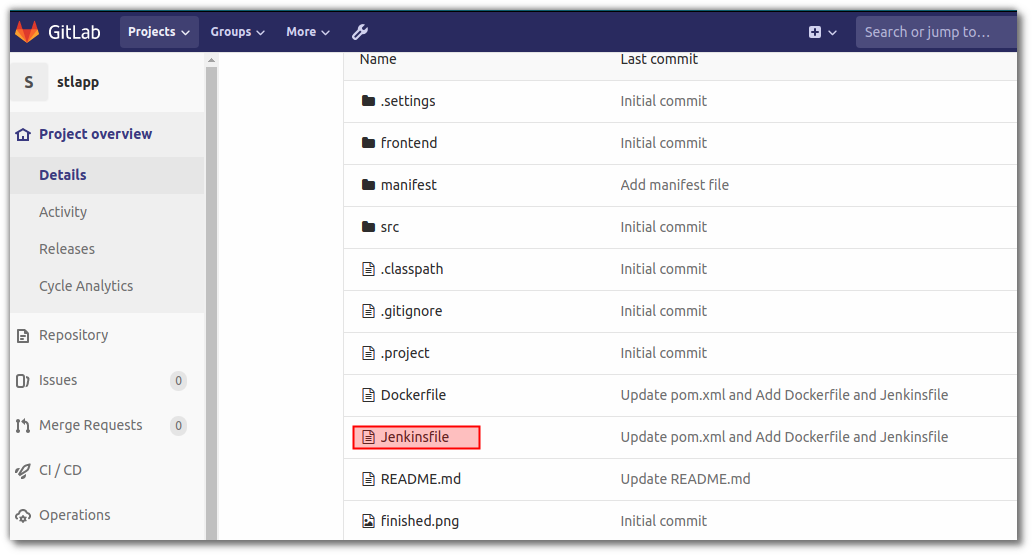 GitLab Projects Groups More Search or jump to...
S stlapp
Project overview
Details
Activity
Releases
Cycle Analytics
Repository
Issues 0
Merge Requests 0
CI / CD
Operations
Name Last commit
.settings Initial commit
frontend Initial commit
manifest Add manifest file
src Initial commit
.classpath Initial commit
.gitignore Initial commit
.project Initial commit
Dockerfile Update pom.xml and Add Dockerfile and Jenkinsfile
Jenkinsfile Update pom.xml and Add Dockerfile and Jenkinsfile
README.md Update README.md
finished.png Initial commit